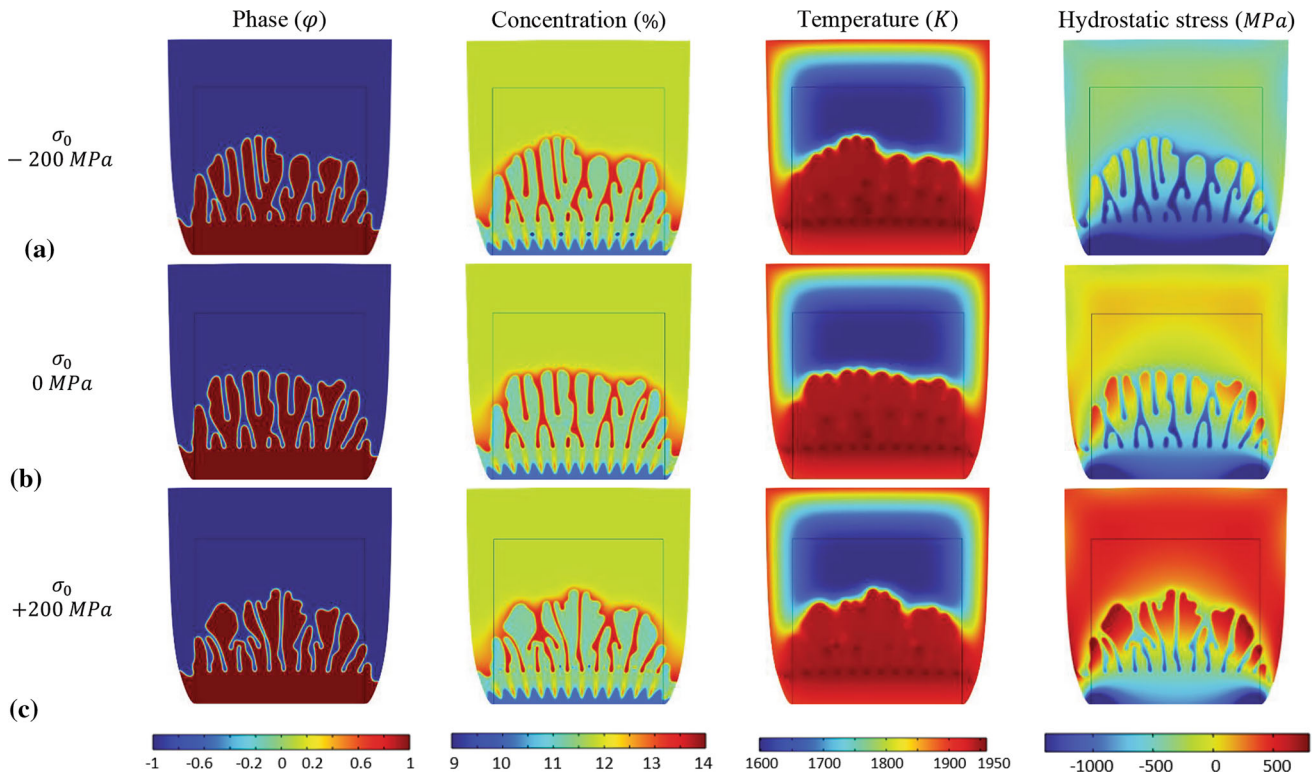 Phase (φ) Concentration (%) Temperature (K) Hydrostatic stress (MPa)
σ₀
− 200 MPa
(a)
σ₀
0 MPa
(b)
σ₀
+200 MPa
(c)
-1 -0.6 -0.2 0 0.2 0.6 1
9 10 11 12 13 14
1600 1700 1800 1900 1950
-1000 -500 0 500